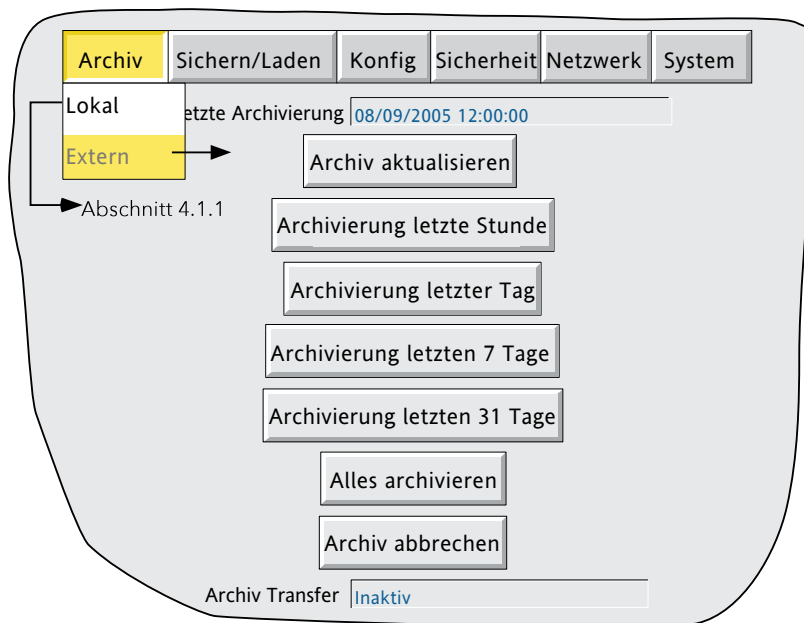 Archiv Sichern/Laden Konfig Sicherheit Netzwerk System
Lokal
etzte Archivierung 08/09/2005 12:00:00
Extern
Archiv aktualisieren
Abschnitt 4.1.1
Archivierung letzte Stunde
Archivierung letzter Tag
Archivierung letzten 7 Tage
Archivierung letzten 31 Tage
Alles archivieren
Archiv abbrechen
Archiv Transfer Inaktiv